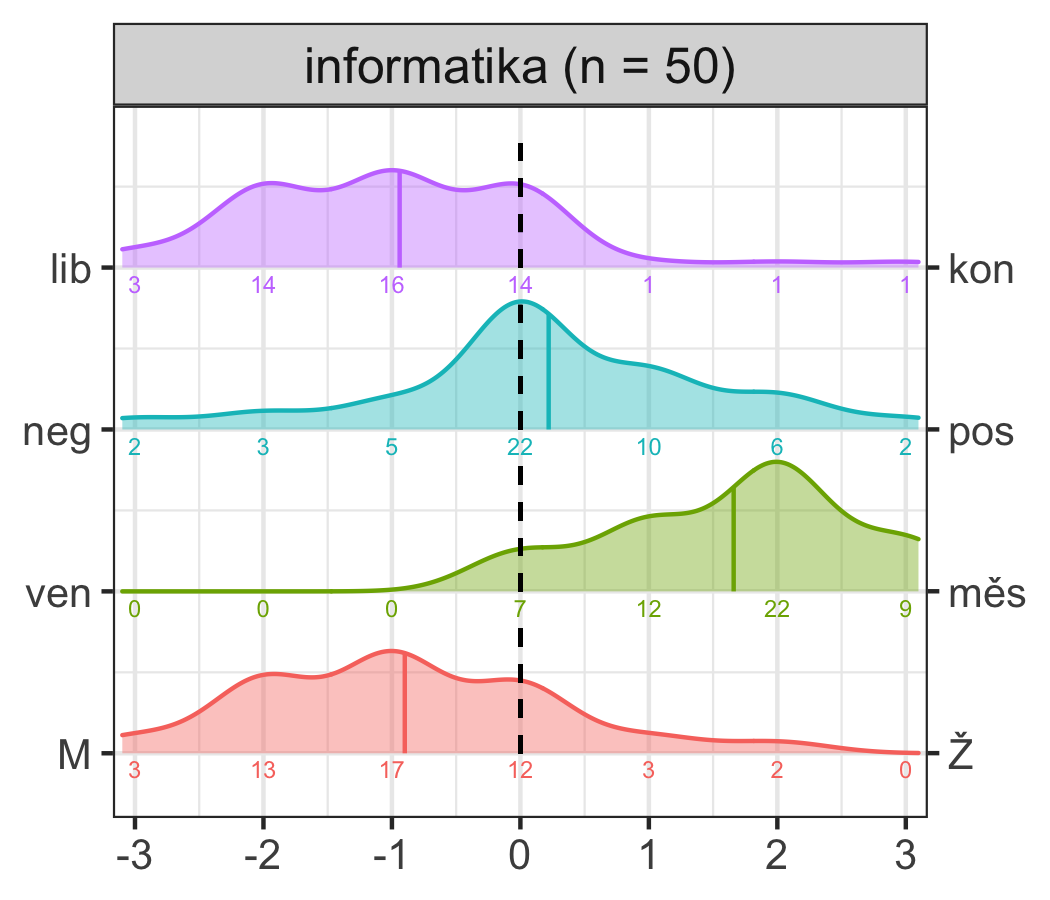 informatika (n = 50)
lib kon
3 14 16 14 1 1 1
neg pos
2 3 5 22 10 6 2
ven měs
0 0 0 7 12 22 9
M Ž
3 13 17 12 3 2 0
-3 -2 -1 0 1 2 3